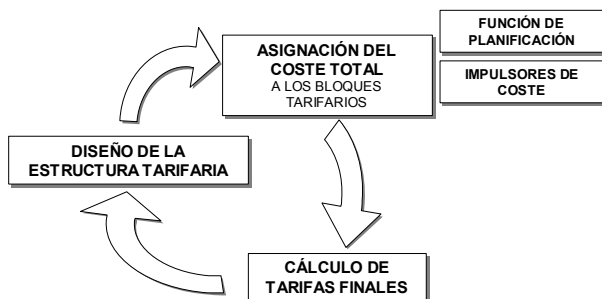 FUNCIÓN DE
PLANIFICACIÓN
ASIGNACIÓN DEL
COSTE TOTAL
A LOS BLOQUES
TARIFARIOS
IMPULSORES DE
COSTE
DISEÑO DE LA
ESTRUCTURA TARIFARIA
CÁLCULO DE
TARIFAS FINALES